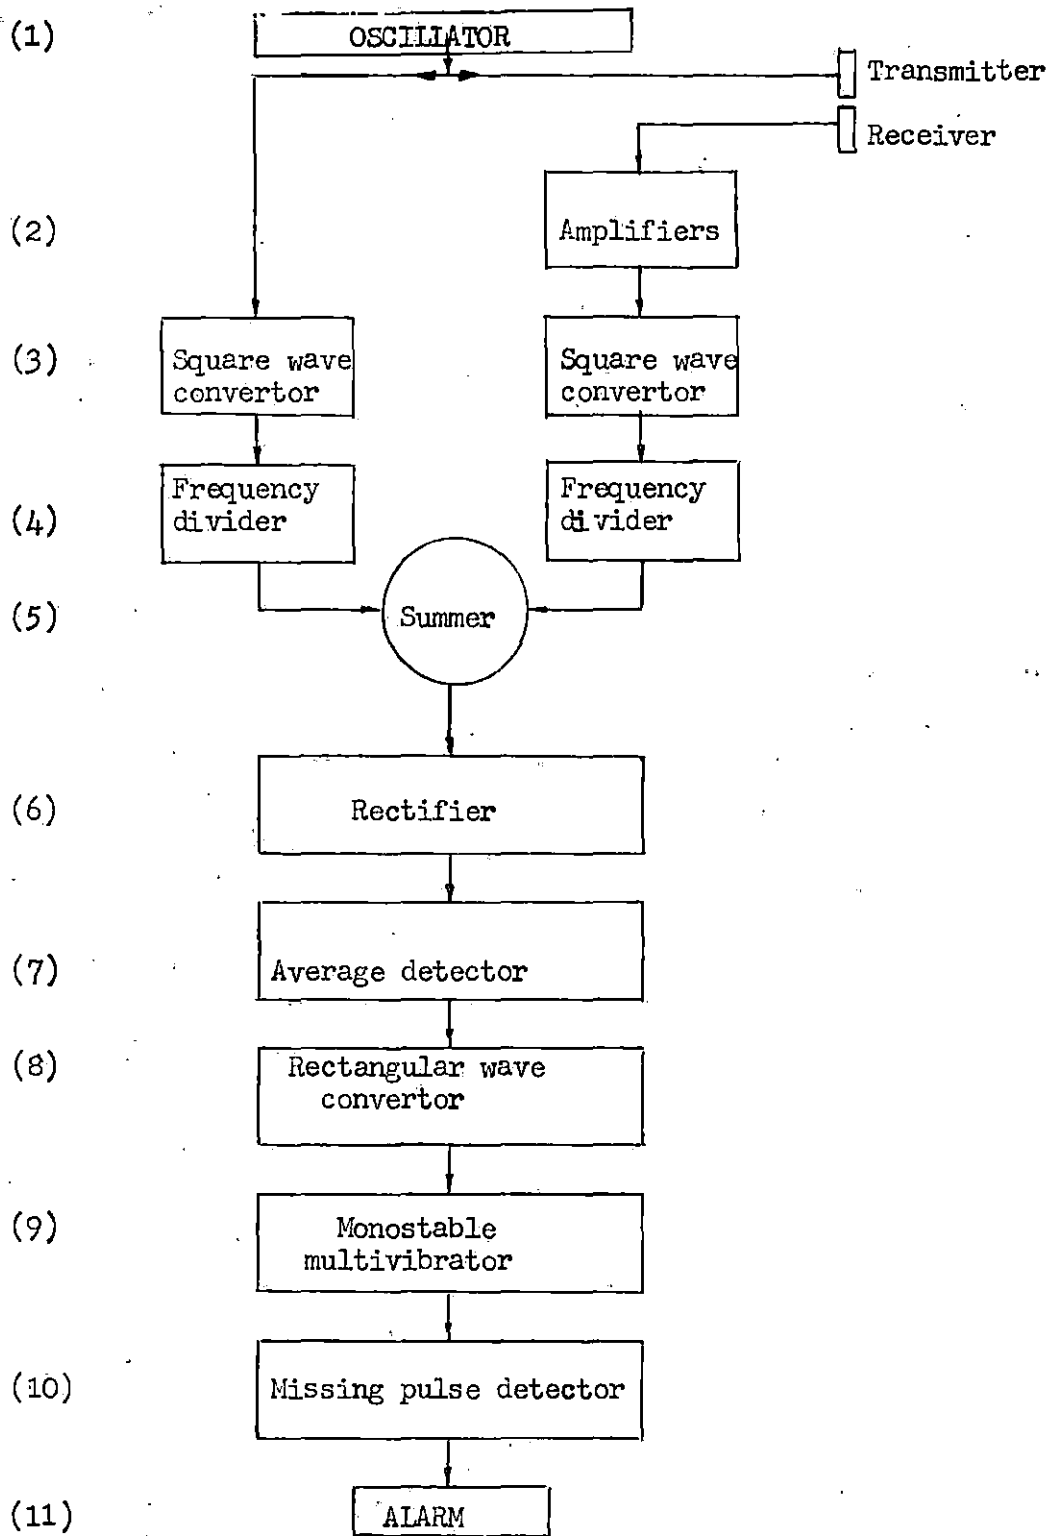 (1)
OSCILLATOR
Transmitter
Receiver
(2)
Amplifiers
(3)
Square wave
convertor
Square wave
convertor
(4)
Frequency
divider
Frequency
divider
(5)
Summer
(6)
Rectifier
(7)
Average detector
(8)
Rectangular wave
convertor
(9)
Monostable
multivibrator
(10)
Missing pulse detector
(11)
ALARM